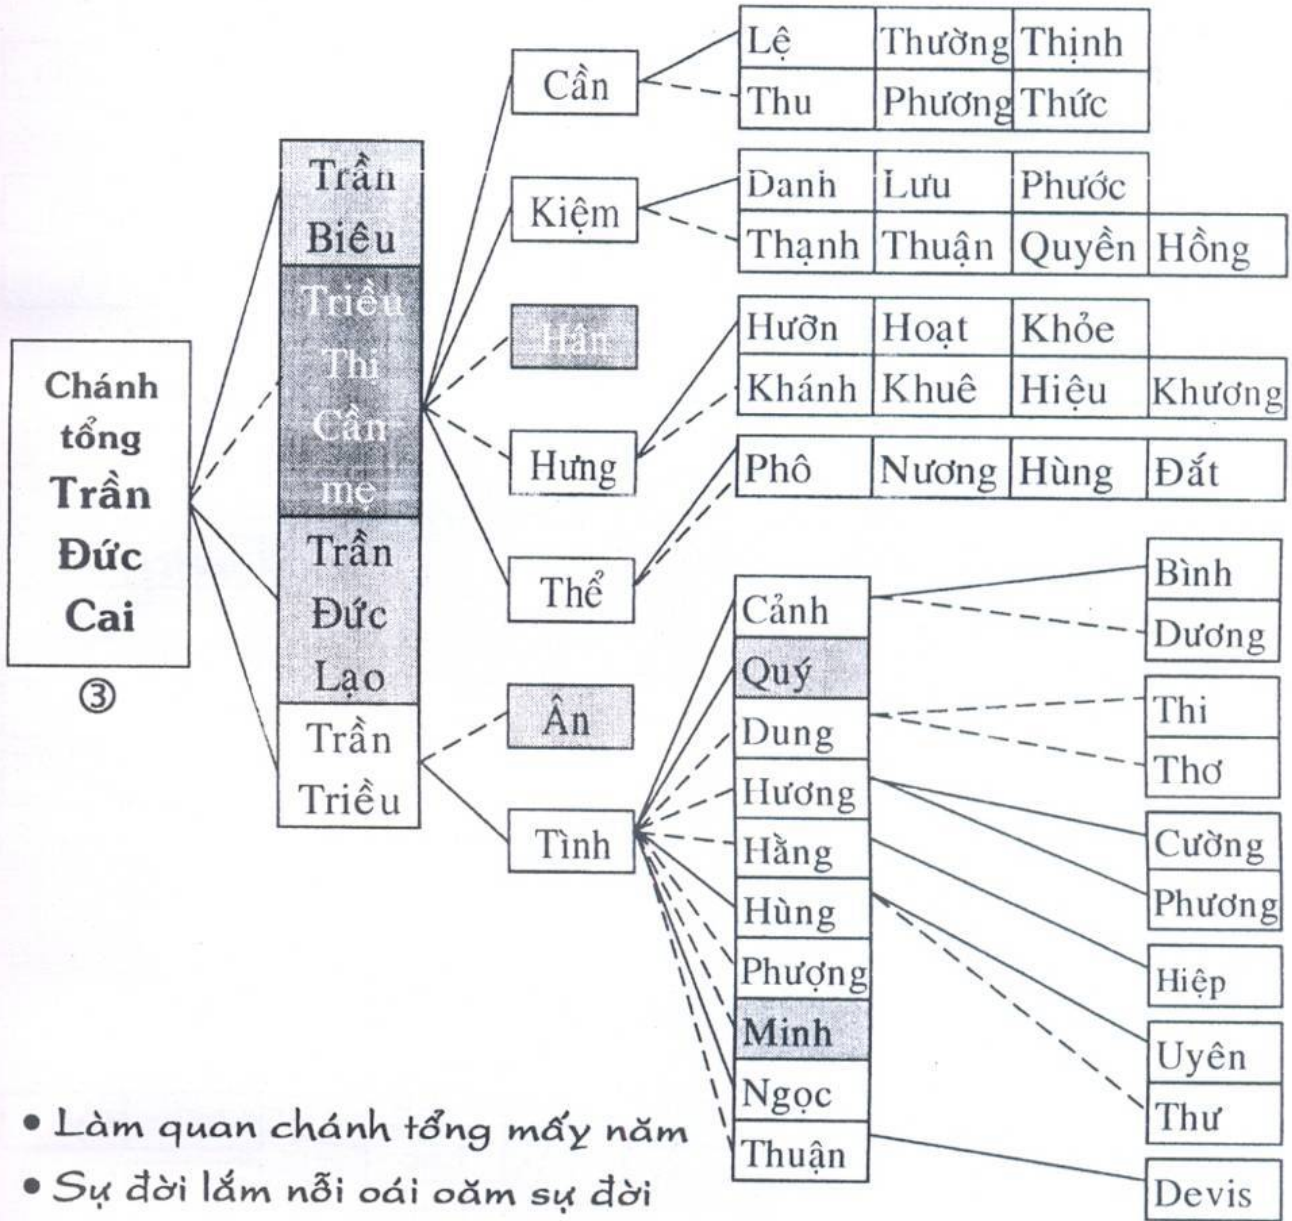 Chánh
tổng
Trần
Đức
Cai
③
Trần
Biêu
Triều
Thị
Cần
mẹ
Trần
Đức
Lạo
Trần
Triều
Cần
Kiệm
Hân
Hưng
Thể
Ân
Tình
Lệ Thường Thịnh
Thu Phương Thức
Danh Lưu Phước
Thạnh Thuận Quyền Hồng
Hưỡn Hoạt Khỏe
Khánh Khuê Hiệu Khương
Phô Nương Hùng Đắt
Cảnh
Quý
Dung
Hương
Hằng
Hùng
Phượng
Minh
Ngọc
Thuận
Bình
Dương
Thi
Thơ
Cường
Phương
Hiệp
Uyên
Thư
Devis
• Làm quan chánh tổng mấy năm
• Sự đời lắm nỗi oái oăm sự đời